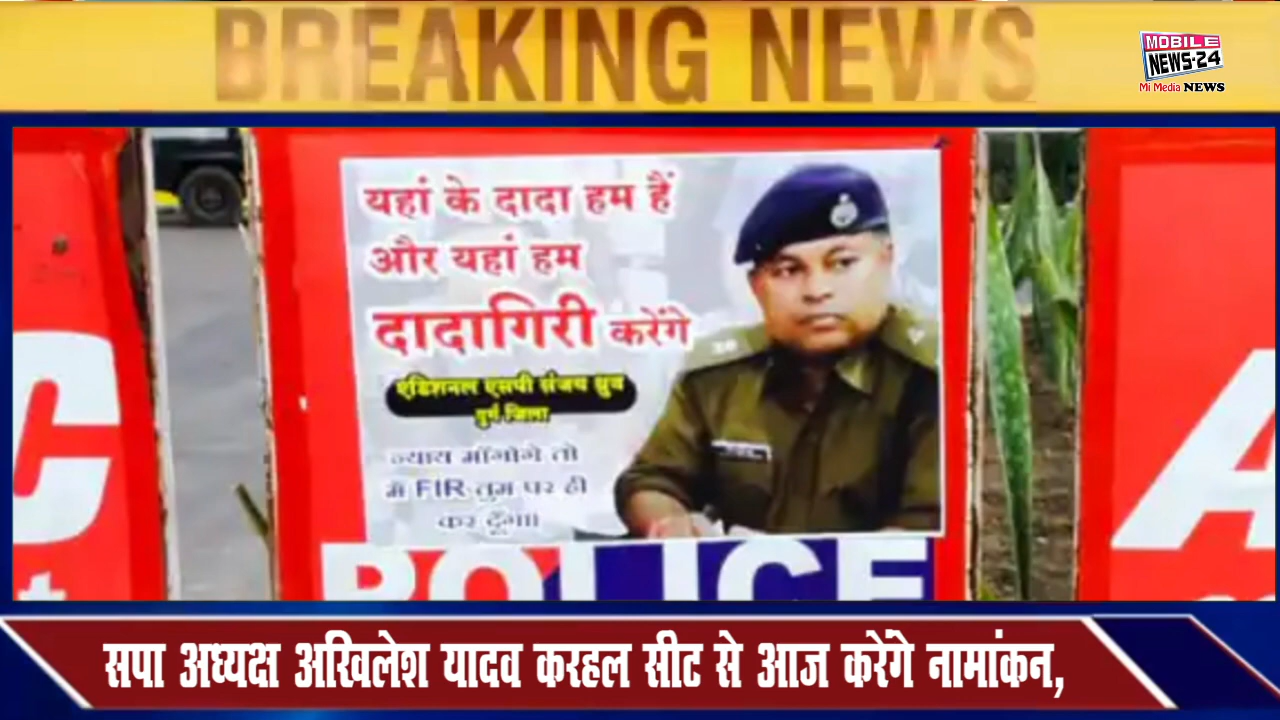 BREAKING NEWS
MOBILE
NEWS-24
Mi Media NEWS
यहां के दादा हम हैं
और यहां हम
दादागिरी करेंगे
एडिशनल एसपी संजय ध्रुव
दुर्ग जिला
न्याय माँगोगे तो
मैं FIR तुम पर ही
कर दूँगा।
POLICE
सपा अध्यक्ष अखिलेश यादव करहल सीट से आज करेंगे नामांकन,